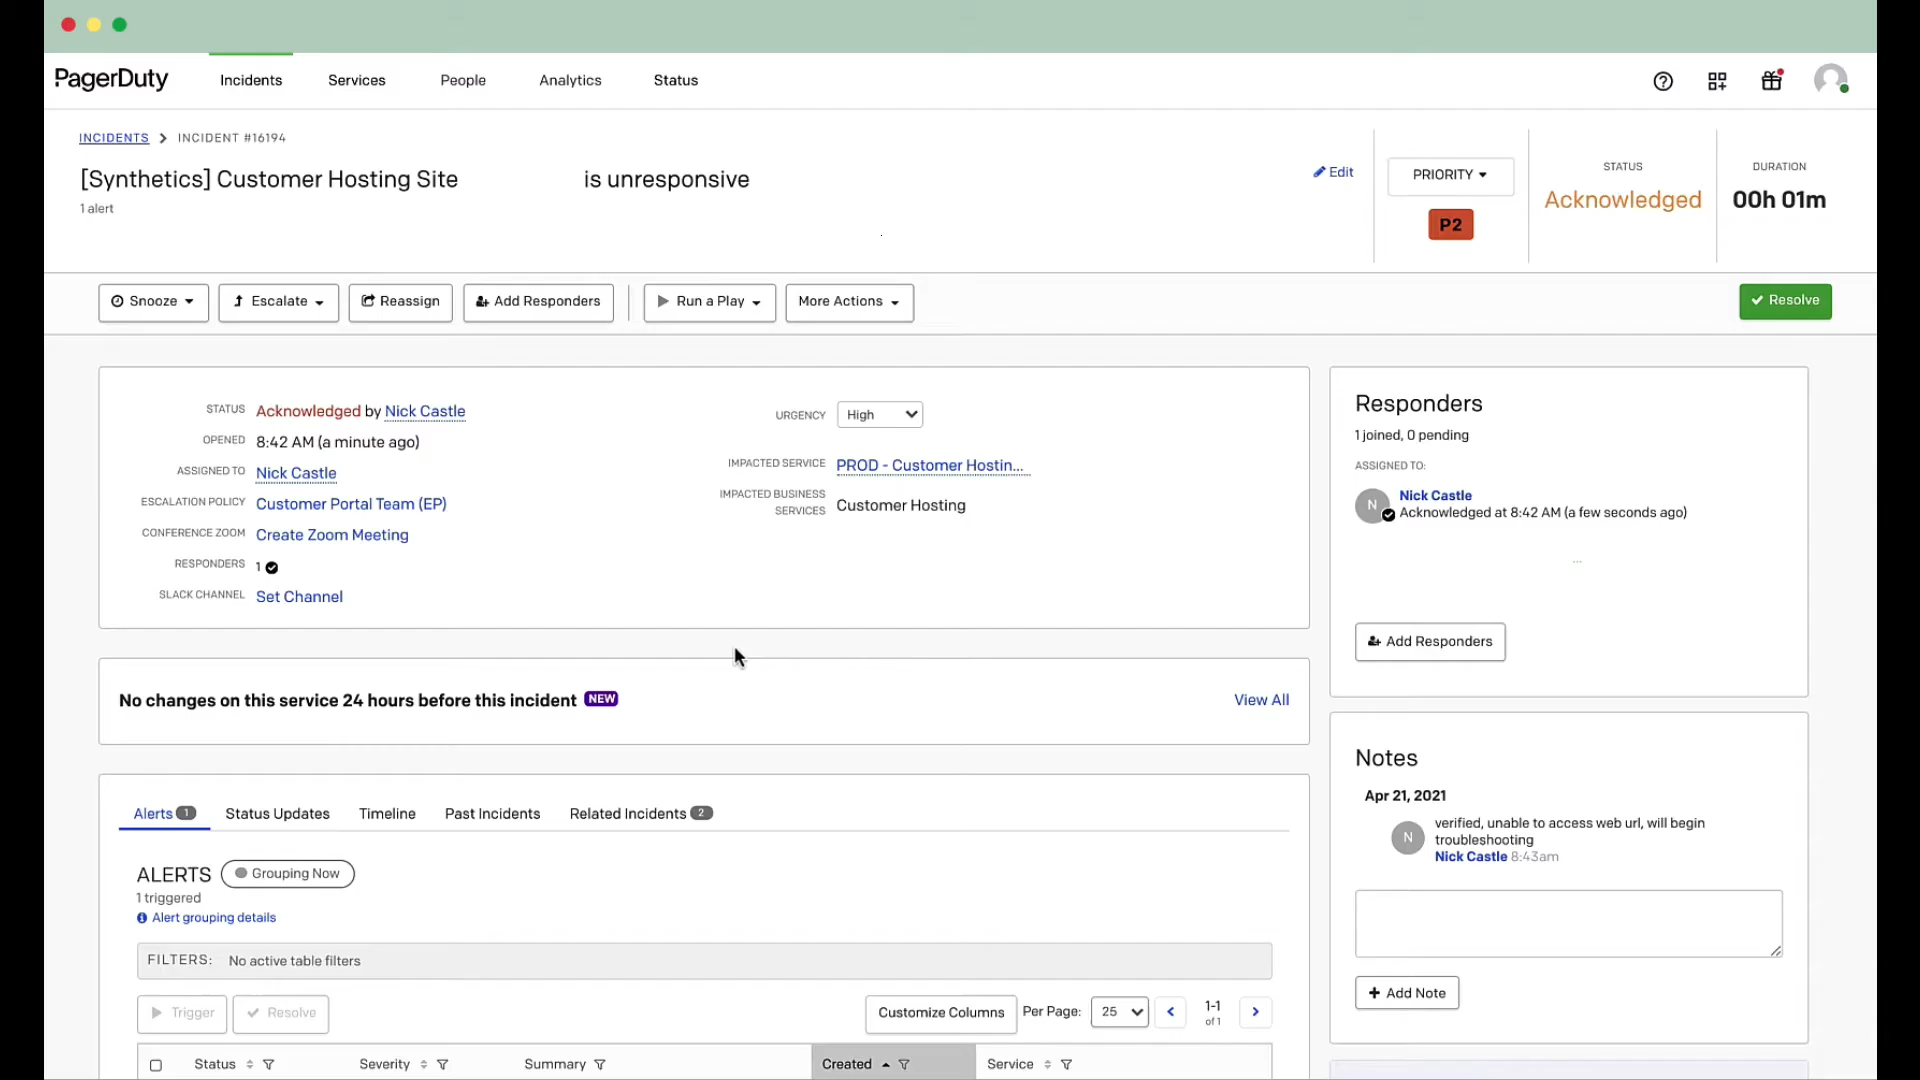 PagerDuty
Incidents
Services
People
Analytics
Status
INCIDENTS > INCIDENT #16194
[Synthetics] Customer Hosting Site is unresponsive
1 alert
Edit
PRIORITY
P2
STATUS
Acknowledged
DURATION
00h 01m
Snooze
Escalate
Reassign
Add Responders
Run a Play
More Actions
Resolve
STATUS Acknowledged by Nick Castle
OPENED 8:42 AM (a minute ago)
ASSIGNED TO Nick Castle
ESCALATION POLICY Customer Portal Team (EP)
CONFERENCE ZOOM Create Zoom Meeting
RESPONDERS 1
SLACK CHANNEL Set Channel
URGENCY High
IMPACTED SERVICE PROD - Customer Hostin...
IMPACTED BUSINESS
SERVICES Customer Hosting
Responders
1 joined, 0 pending
ASSIGNED TO:
N
Nick Castle
Acknowledged at 8:42 AM (a few seconds ago)
...
Add Responders
No changes on this service 24 hours before this incident NEW
View All
Notes
Apr 21, 2021
N
verified, unable to access web url, will begin
troubleshooting
Nick Castle 8:43am
Add Note
Alerts 1
Status Updates
Timeline
Past Incidents
Related Incidents 2
ALERTS Grouping Now
1 triggered
Alert grouping details
FILTERS: No active table filters
Trigger
Resolve
Customize Columns
Per Page: 25
1-1
of 1
Status
Severity
Summary
Created
Service